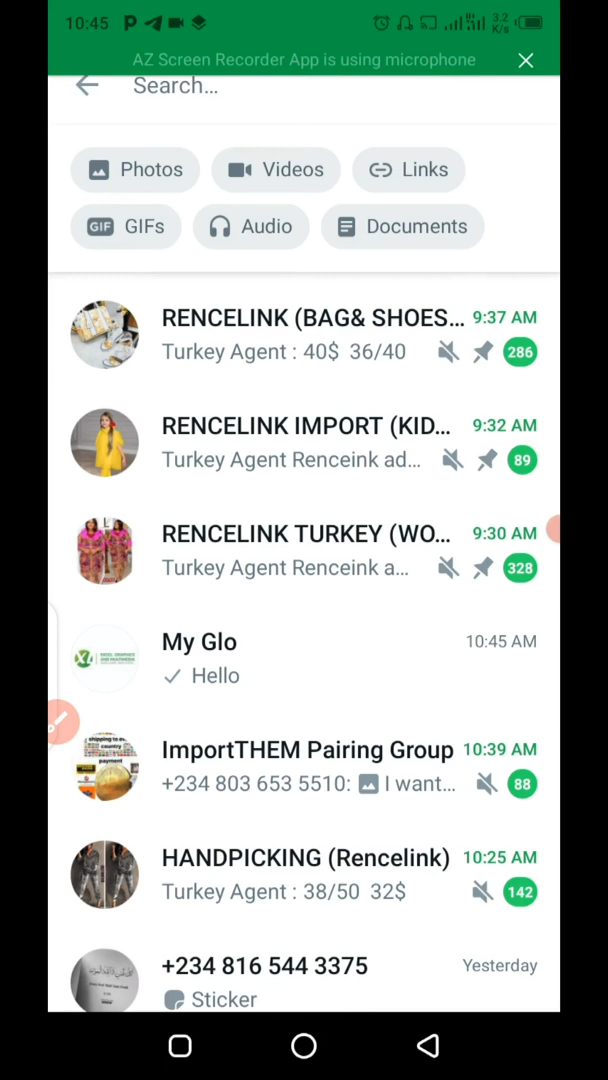 10:45
3.2 K/s
AZ Screen Recorder App is using microphone
Search...
Photos Videos Links
GIF GIFs Audio Documents
RENCELINK (BAG& SHOES... 9:37 AM
Turkey Agent : 40$ 36/40 286
RENCELINK IMPORT (KID... 9:32 AM
Turkey Agent Renceink ad... 89
RENCELINK TURKEY (WO... 9:30 AM
Turkey Agent Renceink a... 328
My Glo 10:45 AM
Hello
ImportTHEM Pairing Group 10:39 AM
+234 803 653 5510: I want... 88
HANDPICKING (Rencelink) 10:25 AM
Turkey Agent : 38/50 32$ 142
+234 816 544 3375 Yesterday
Sticker